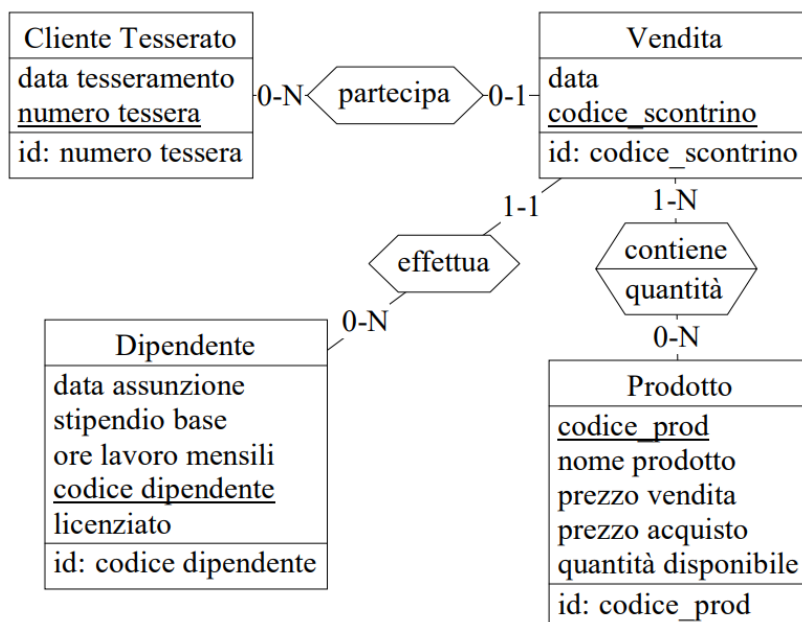 Cliente Tesserato
data tesseramento
numero tessera
id: numero tessera
0-N
partecipa
0-1
Vendita
data
codice_scontrino
id: codice_scontrino
1-1
effettua
0-N
1-N
contiene
quantità
0-N
Dipendente
data assunzione
stipendio base
ore lavoro mensili
codice dipendente
licenziato
id: codice dipendente
Prodotto
codice_prod
nome prodotto
prezzo vendita
prezzo acquisto
quantità disponibile
id: codice_prod